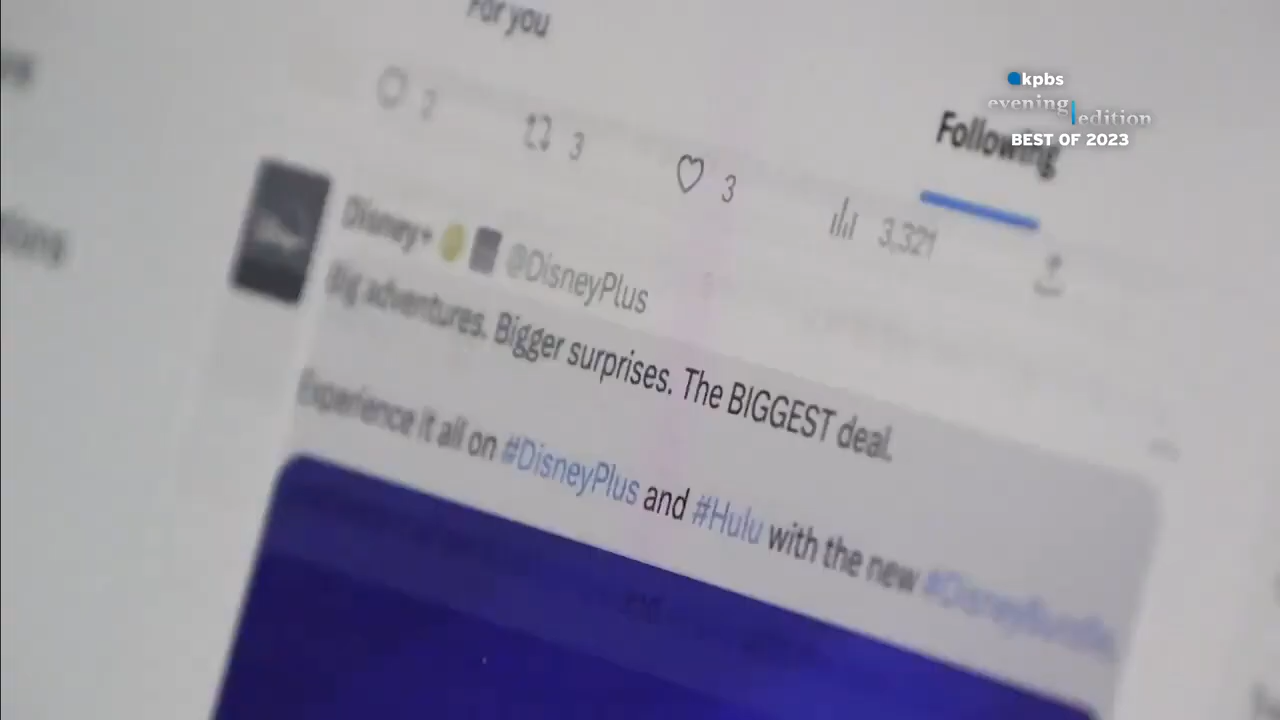 For you
kpbs
evening edition
BEST OF 2023
Following
2 3 3 3,321
Disney+ @DisneyPlus
Big adventures. Bigger surprises. The BIGGEST deal.
Experience it all on #DisneyPlus and #Hulu with the new #DisneyBundle